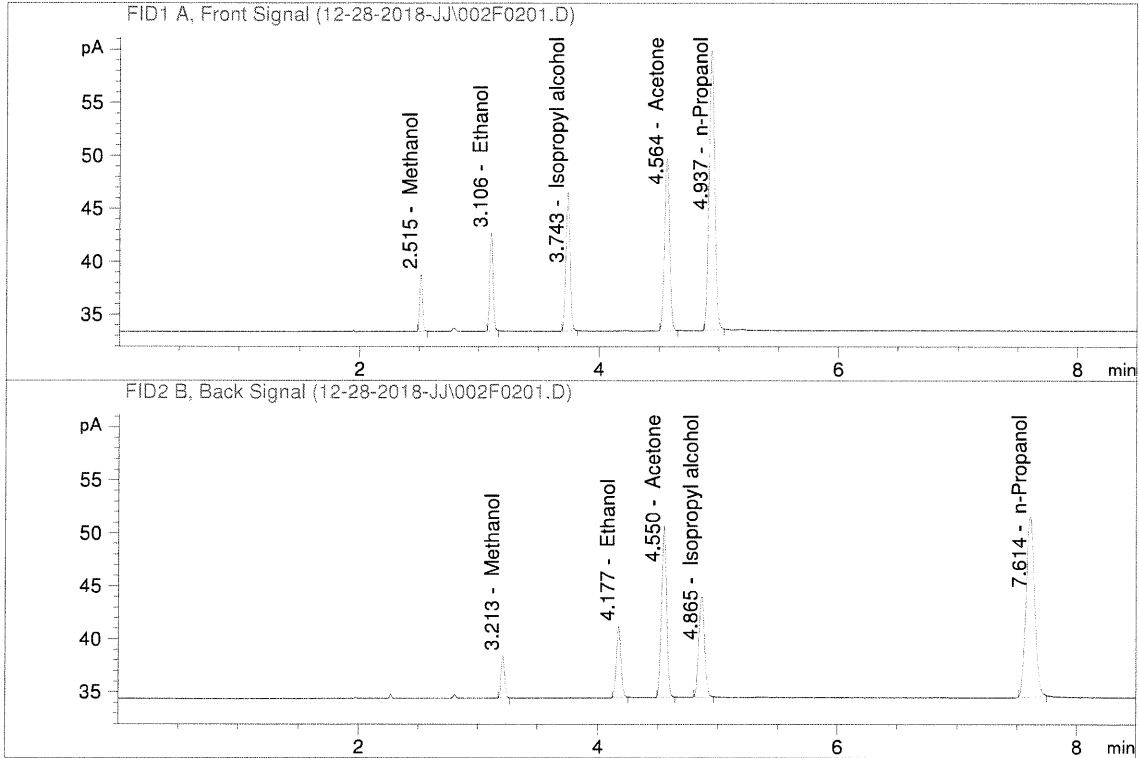 FID1 A, Front Signal (12-28-2018-JJ\002F0201.D)
pA
55
50
45
40
35
2.515 - Methanol
3.106 - Ethanol
3.743 - Isopropyl alcohol
4.564 - Acetone
4.937 - n-Propanol
2 4 6 8 min
FID2 B, Back Signal (12-28-2018-JJ\002F0201.D)
pA
55
50
45
40
35
3.213 - Methanol
4.177 - Ethanol
4.550 - Acetone
4.865 - Isopropyl alcohol
7.614 - n-Propanol
2 4 6 8 min